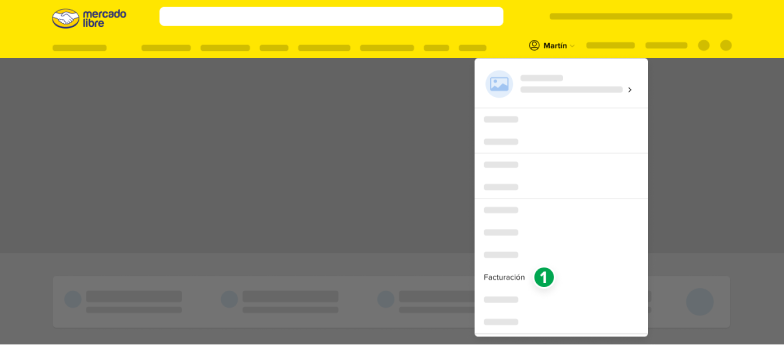 mercado
libre
Martín
Facturación 1